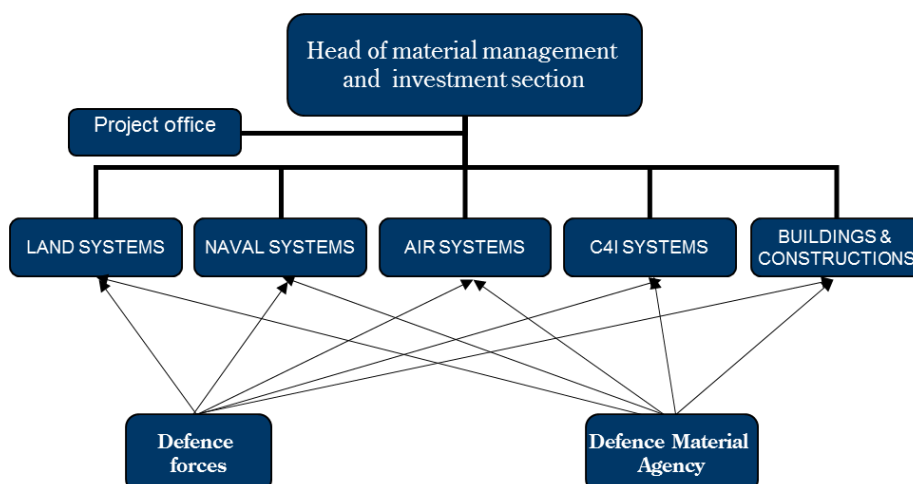 Head of material management
and investment section
Project office
LAND SYSTEMS
NAVAL SYSTEMS
AIR SYSTEMS
C4I SYSTEMS
BUILDINGS &
CONSTRUCTIONS
Defence
forces
Defence Material
Agency